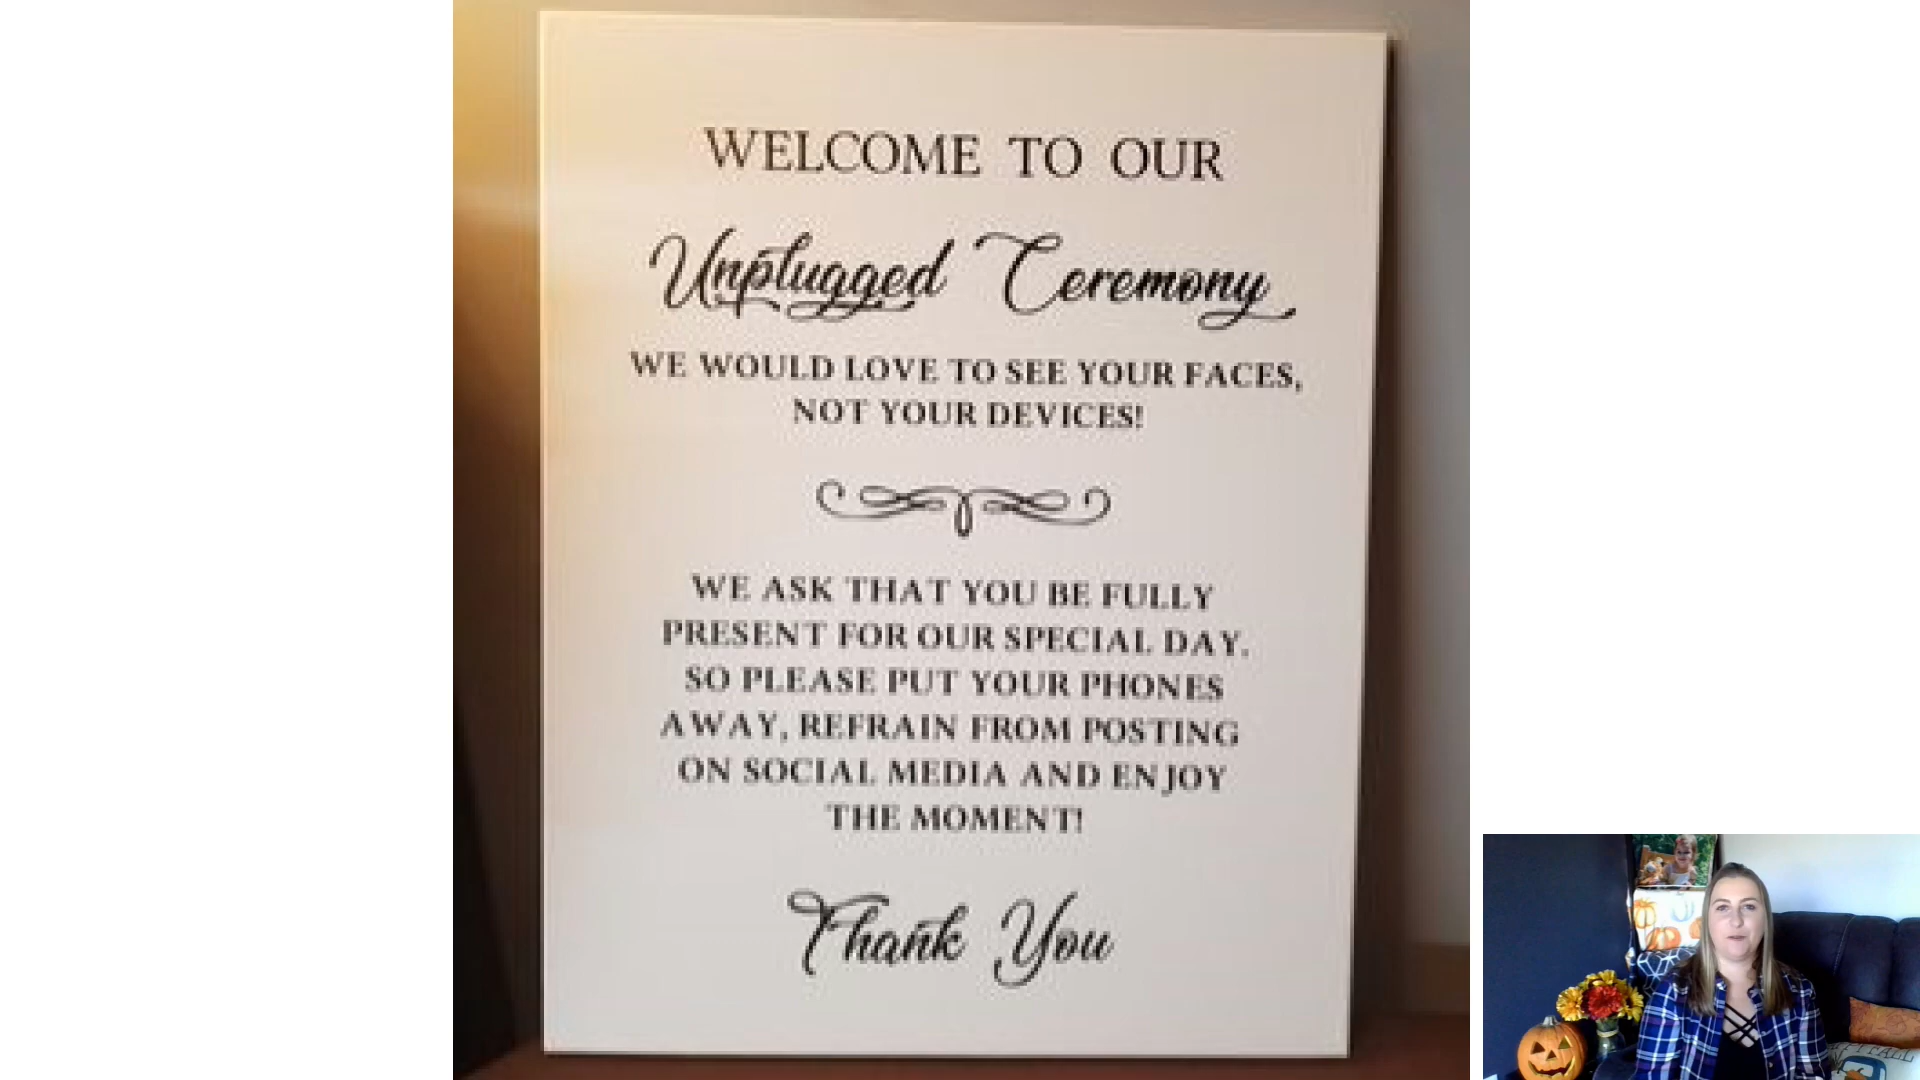 WELCOME TO OUR
Unplugged Ceremony
WE WOULD LOVE TO SEE YOUR FACES,
NOT YOUR DEVICES!
WE ASK THAT YOU BE FULLY
PRESENT FOR OUR SPECIAL DAY.
SO PLEASE PUT YOUR PHONES
AWAY, REFRAIN FROM POSTING
ON SOCIAL MEDIA AND ENJOY
THE MOMENT!
Thank You